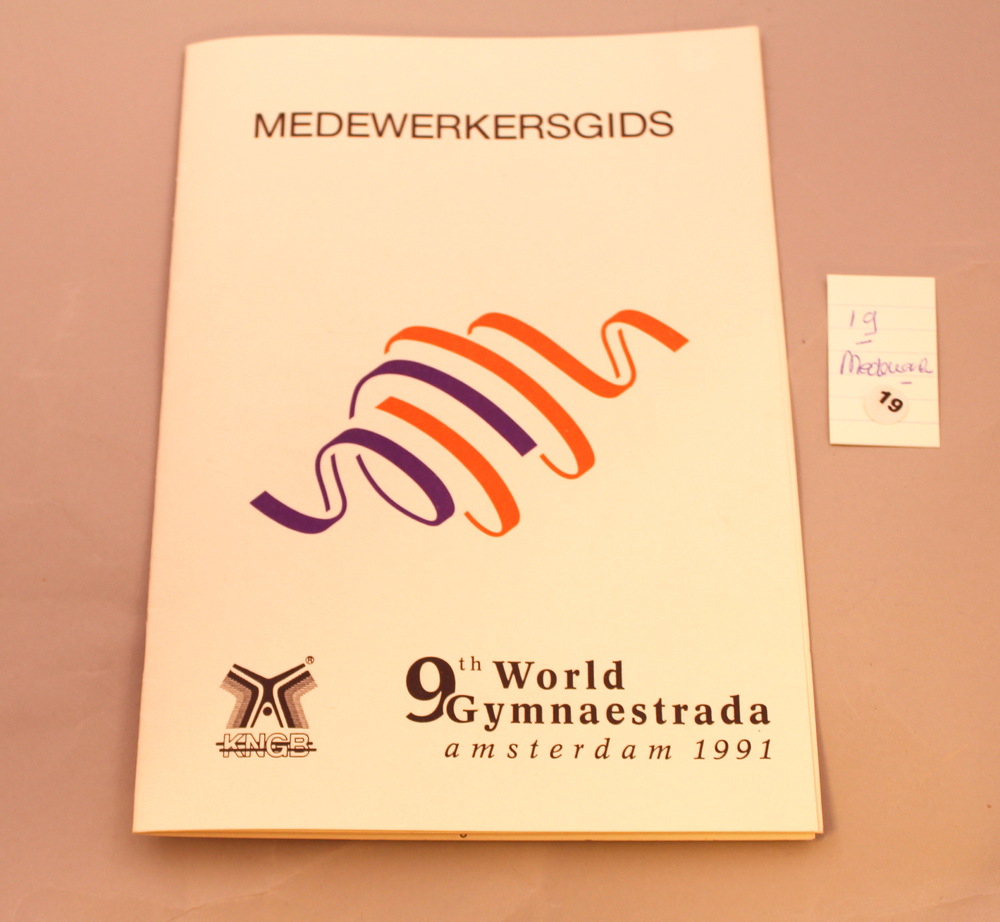 MEDEWERKERSGIDS
®
KNGB
9th World
Gymnaestrada
amsterdam 1991
19
19